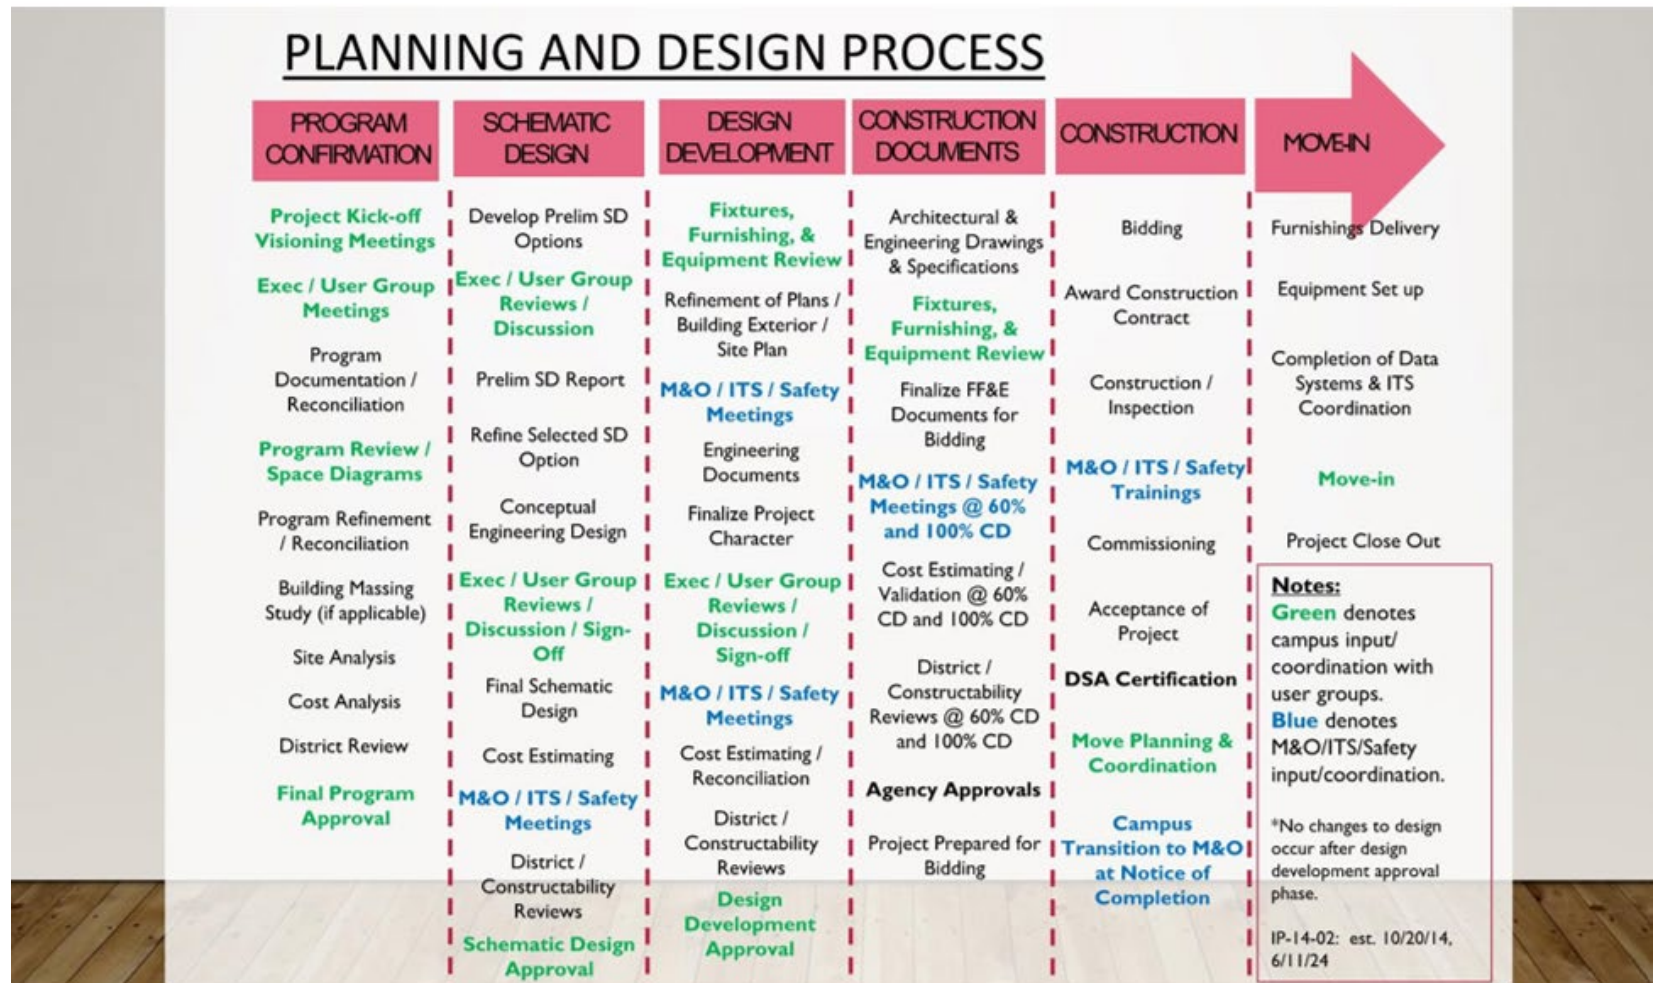 PLANNING AND DESIGN PROCESS
PROGRAM
CONFIRMATION
Project Kick-off
Visioning Meetings
Exec / User Group
Meetings
Program
Documentation /
Reconciliation
Program Review /
Space Diagrams
Program Refinement
/ Reconciliation
Building Massing
Study (if applicable)
Site Analysis
Cost Analysis
District Review
Final Program
Approval
SCHEMATIC
DESIGN
Develop Prelim SD
Options
Exec / User Group
Reviews /
Discussion
Prelim SD Report
Refine Selected SD
Option
Conceptual
Engineering Design
Exec / User Group
Reviews /
Discussion / Sign-
Off
Final Schematic
Design
Cost Estimating
M&O / ITS / Safety
Meetings
District /
Constructability
Reviews
Schematic Design
Approval
DESIGN
DEVELOPMENT
Fixtures,
Furnishing, &
Equipment Review
Refinement of Plans /
Building Exterior /
Site Plan
M&O / ITS / Safety
Meetings
Engineering
Documents
Finalize Project
Character
Exec / User Group
Reviews /
Discussion /
Sign-off
M&O / ITS / Safety
Meetings
Cost Estimating /
Reconciliation
District /
Constructability
Reviews
Design
Development
Approval
CONSTRUCTION
DOCUMENTS
Architectural &
Engineering Drawings
& Specifications
Fixtures,
Furnishing, &
Equipment Review
Finalize FF&E
Documents for
Bidding
M&O / ITS / Safety
Meetings @ 60%
and 100% CD
Cost Estimating /
Validation @ 60%
CD and 100% CD
District /
Constructability
Reviews @ 60% CD
and 100% CD
Agency Approvals
Project Prepared for
Bidding
CONSTRUCTION
Bidding
Award Construction
Contract
Construction /
Inspection
M&O / ITS / Safety
Trainings
Commissioning
Acceptance of
Project
DSA Certification
Move Planning &
Coordination
Campus
Transition to M&O
at Notice of
Completion
MOVE-IN
Furnishings Delivery
Equipment Set up
Completion of Data
Systems & ITS
Coordination
Move-in
Project Close Out
Notes:
Green denotes
campus input/
coordination with
user groups.
Blue denotes
M&O/ITS/Safety
input/coordination.
*No changes to design
occur after design
development approval
phase.
IP-14-02: est. 10/20/14,
6/11/24